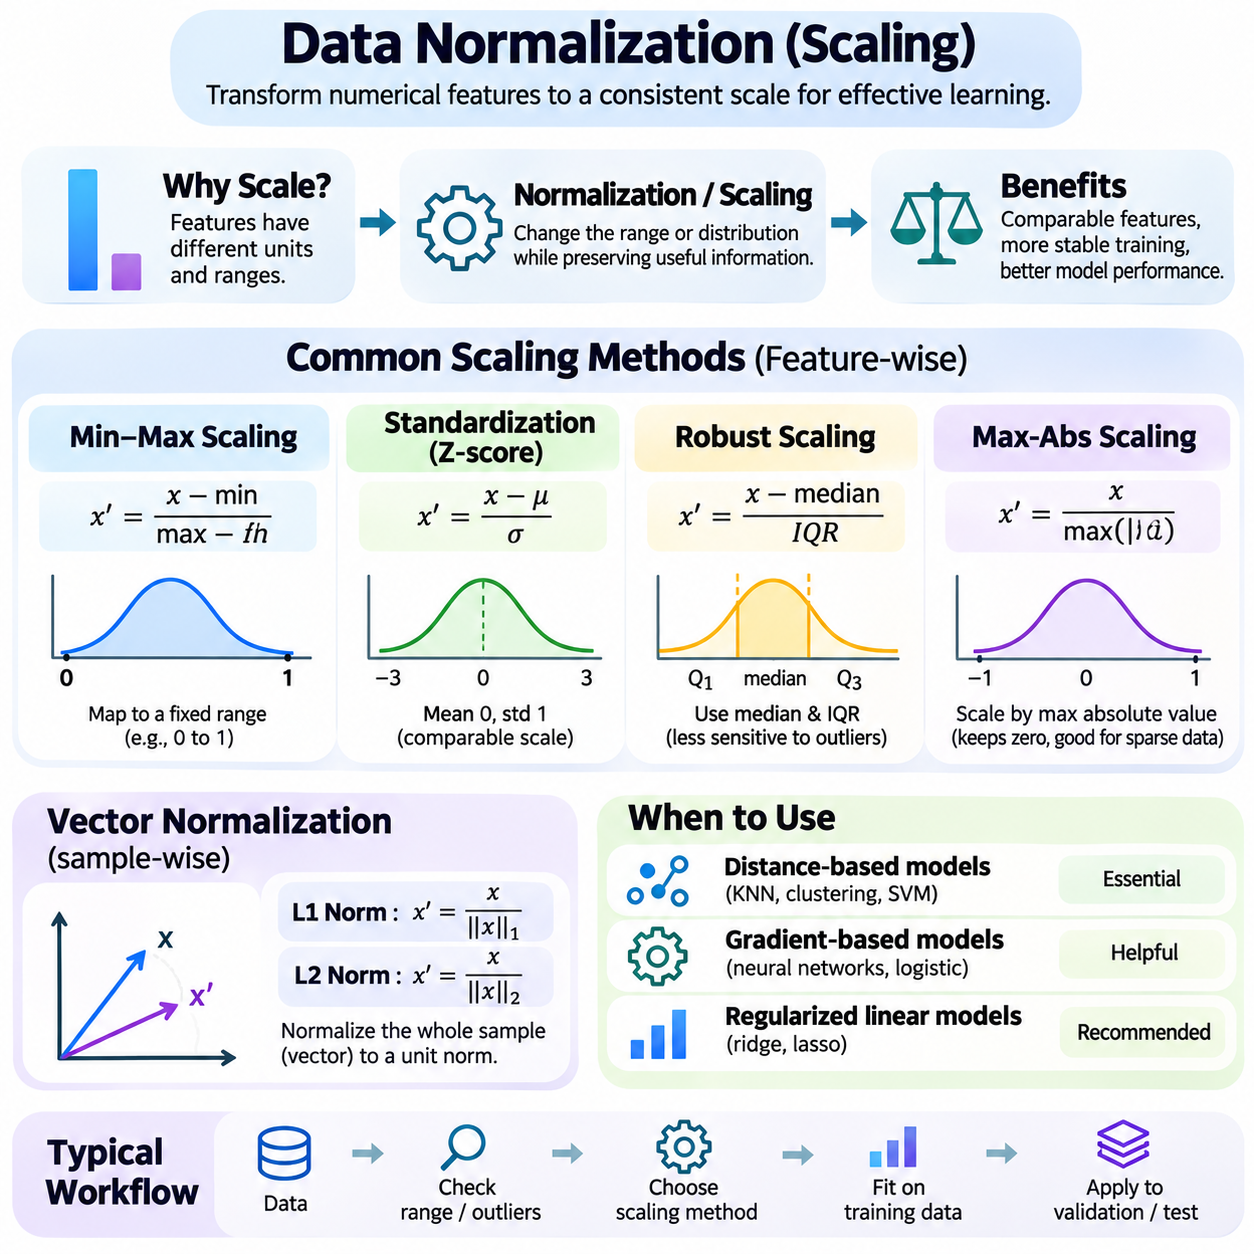 Data Normalization (Scaling)
Transform numerical features to a consistent scale for effective learning.
Why Scale?
Features have
different units
and ranges.
Normalization / Scaling
Change the range or distribution
while preserving useful information.
Benefits
Comparable features,
more stable training,
better model performance.
Common Scaling Methods (Feature-wise)
Min–Max Scaling
x′ = x − min
max − fh
0 1
Map to a fixed range
(e.g., 0 to 1)
Standardization
(Z-score)
x′ = x − μ
σ
−3 0 3
Mean 0, std 1
(comparable scale)
Robust Scaling
x′ = x − median
IQR
Q1 median Q3
Use median & IQR
(less sensitive to outliers)
Max-Abs Scaling
x′ = x
max(
−1 0 1
Scale by max absolute value
(keeps zero, good for sparse data)
Vector Normalization
(sample-wise)
x
x′
L1 Norm : x′ = x
||x||1
L2 Norm : x′ = x
||x||2
Normalize the whole sample
(vector) to a unit norm.
When to Use
Distance-based models
(KNN, clustering, SVM)
Essential
Gradient-based models
(neural networks, logistic)
Helpful
Regularized linear models
(ridge, lasso)
Recommended
Typical
Workflow
Data
Check
range / outliers
Choose
scaling method
Fit on
training data
Apply to
validation / test